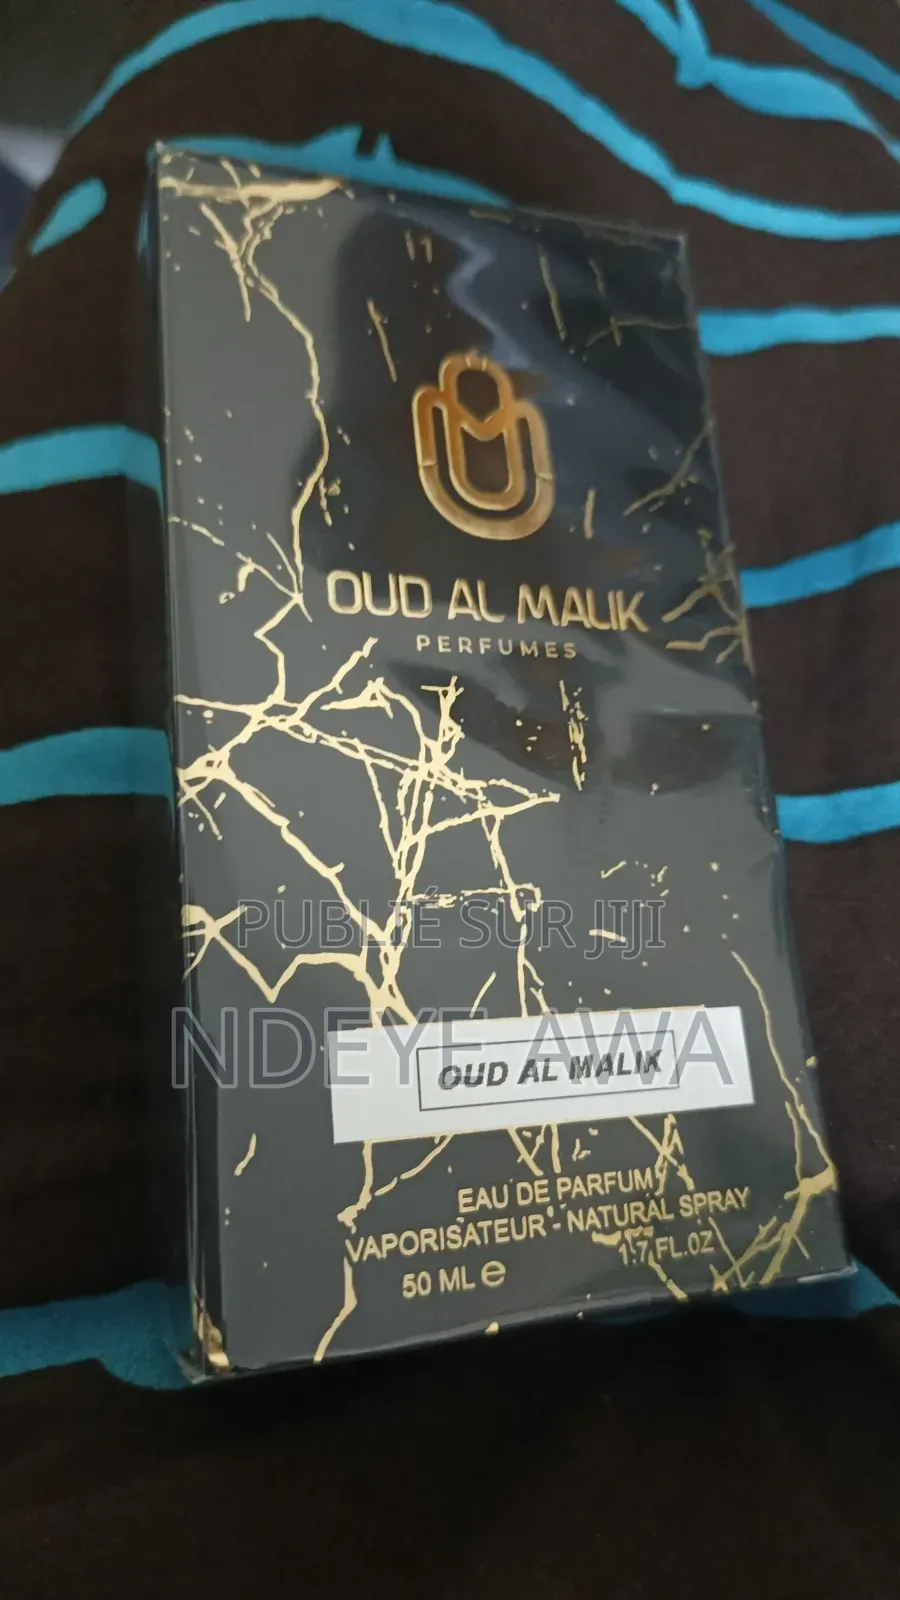 OUD AL MALIK
PERFUMES
PUBLIÉ SUR JIJI
NDEYE AWA
OUD AL MALIK
EAU DE PARFUM
VAPORISATEUR - NATURAL SPRAY
50 ML e 1.7 FL.OZ